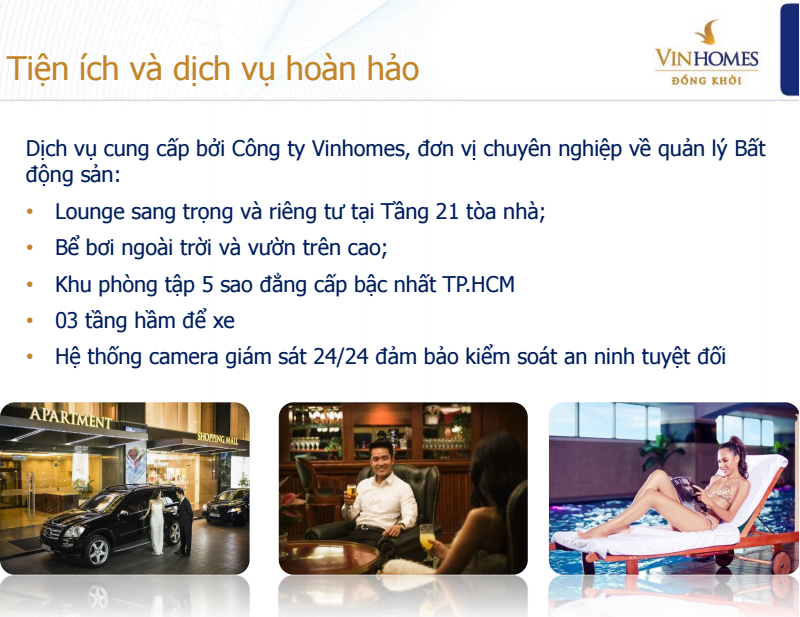 Tiện ích và dịch vụ hoàn hảo
VINHOMES
ĐỒNG KHỞI
Dịch vụ cung cấp bởi Công ty Vinhomes, đơn vị chuyên nghiệp về quản lý Bất
động sản:
• Lounge sang trọng và riêng tư tại Tầng 21 tòa nhà;
• Bể bơi ngoài trời và vườn trên cao;
• Khu phòng tập 5 sao đẳng cấp bậc nhất TP.HCM
• 03 tầng hầm để xe
• Hệ thống camera giám sát 24/24 đảm bảo kiểm soát an ninh tuyệt đối
APARTMENT
SHOPPING MALL